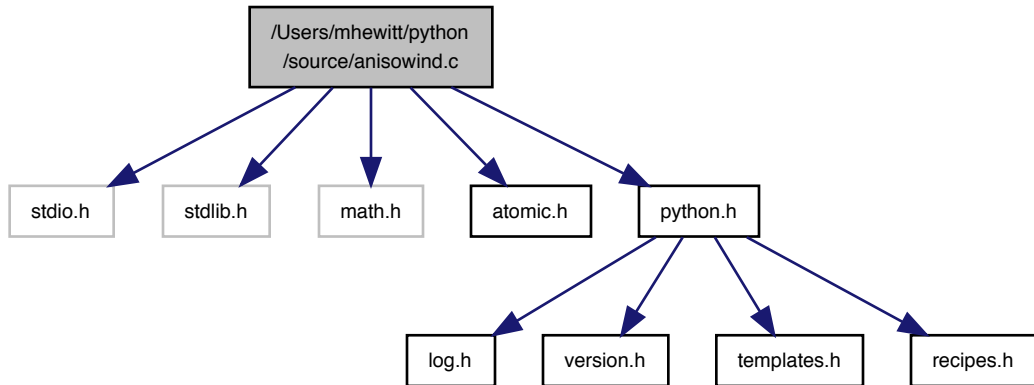 /Users/mhewitt/python
/source/anisowind.c
stdio.h
stdlib.h
math.h
atomic.h
python.h
log.h
version.h
templates.h
recipes.h